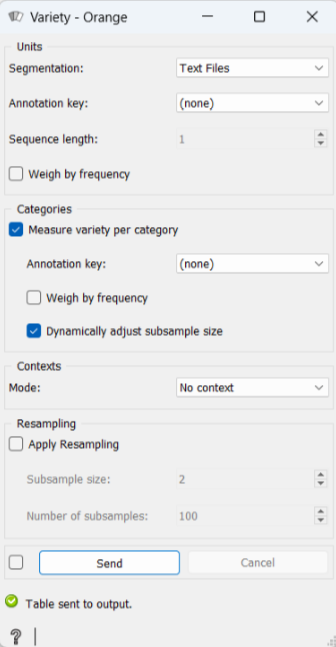 Variety - Orange
Units
Segmentation: Text Files
Annotation key: (none)
Sequence length: 1
Weigh by frequency
Categories
Measure variety per category
Annotation key: (none)
Weigh by frequency
Dynamically adjust subsample size
Contexts
Mode: No context
Resampling
Apply Resampling
Subsample size: 2
Number of subsamples: 100
Send Cancel
Table sent to output.
?